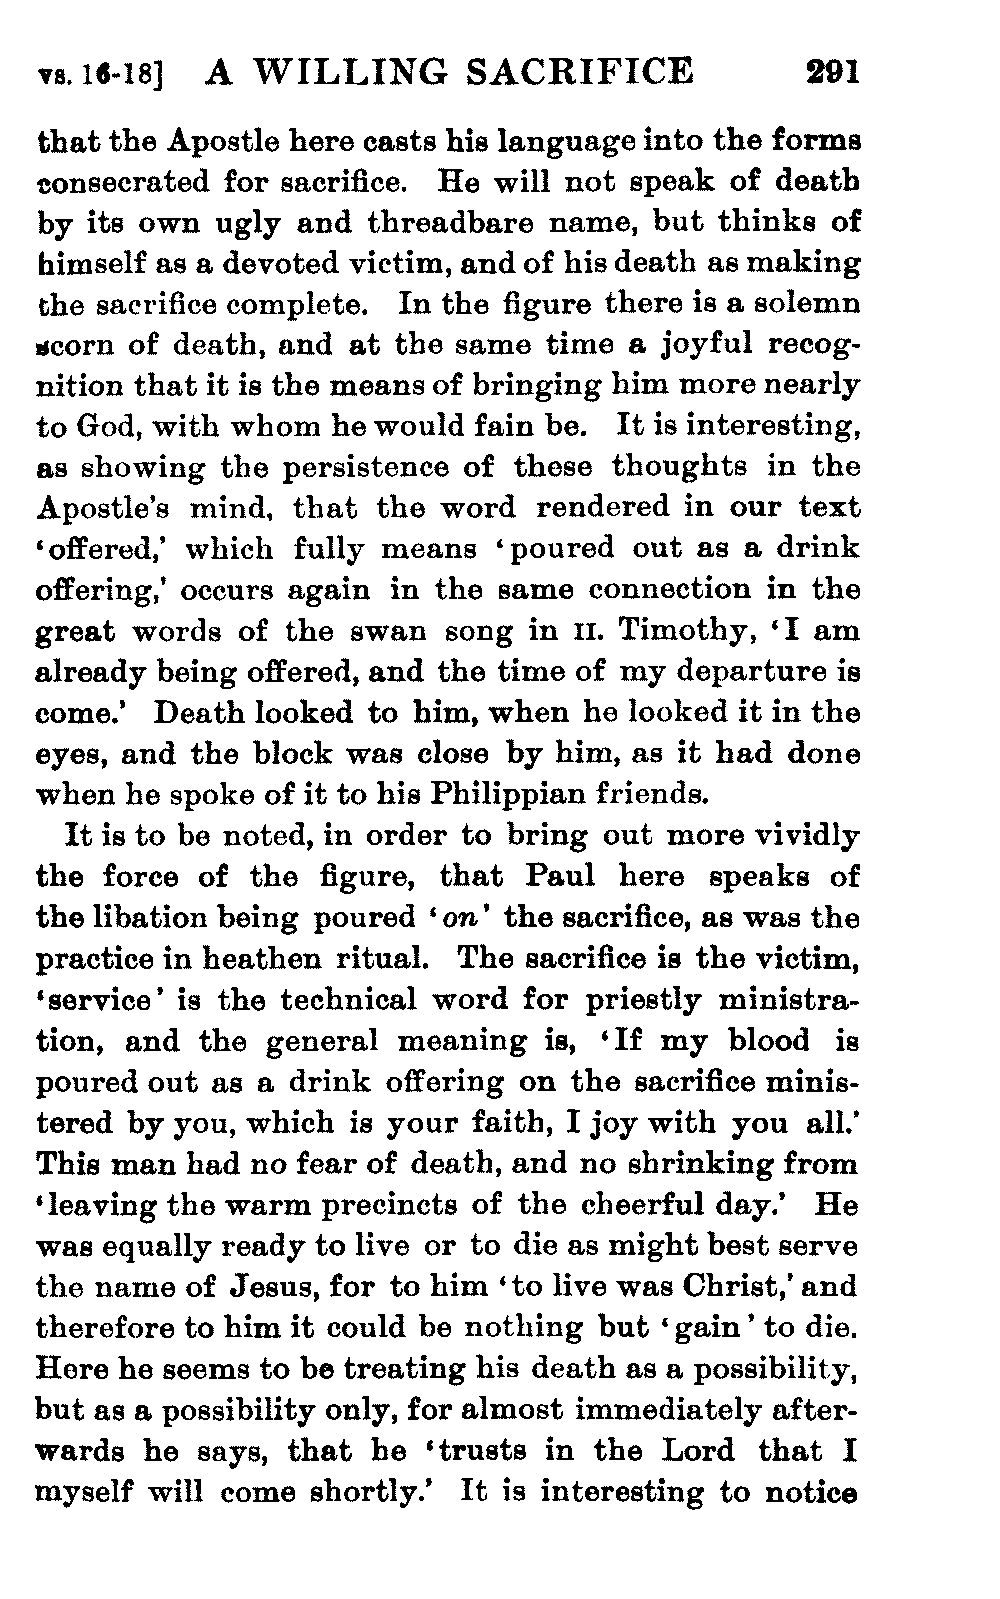 vs. 16-18] A WILLING SACRIFICE 291
that the Apostle here casts his language into the forms
consecrated for sacrifice. He will not speak of death
by its own ugly and threadbare name, but thinks of
himself as a devoted victim, and of his death as making
the sacrifice complete. In the figure there is a solemn
scorn of death, and at the same time a joyful recog-
nition that it is the means of bringing him more nearly
to God, with whom he would fain be. It is interesting,
as showing the persistence of these thoughts in the
Apostle's mind, that the word rendered in our text
‘offered,’ which fully means ‘poured out as a drink
offering,’ occurs again in the same connection in the
great words of the swan song in II. Timothy, ‘I am
already being offered, and the time of my departure is
come.’ Death looked to him, when he looked it in the
eyes, and the block was close by him, as it had done
when he spoke of it to his Philippian friends.
It is to be noted, in order to bring out more vividly
the force of the figure, that Paul here speaks of
the libation being poured ‘on’ the sacrifice, as was the
practice in heathen ritual. The sacrifice is the victim,
‘service’ is the technical word for priestly ministra-
tion, and the general meaning is, ‘If my blood is
poured out as a drink offering on the sacrifice minis-
tered by you, which is your faith, I joy with you all.’
This man had no fear of death, and no shrinking from
‘leaving the warm precincts of the cheerful day.’ He
was equally ready to live or to die as might best serve
the name of Jesus, for to him ‘to live was Christ,’ and
therefore to him it could be nothing but ‘gain’ to die.
Here he seems to be treating his death as a possibility,
but as a possibility only, for almost immediately after-
wards he says, that he ‘trusts in the Lord that I
myself will come shortly.’ It is interesting to notice